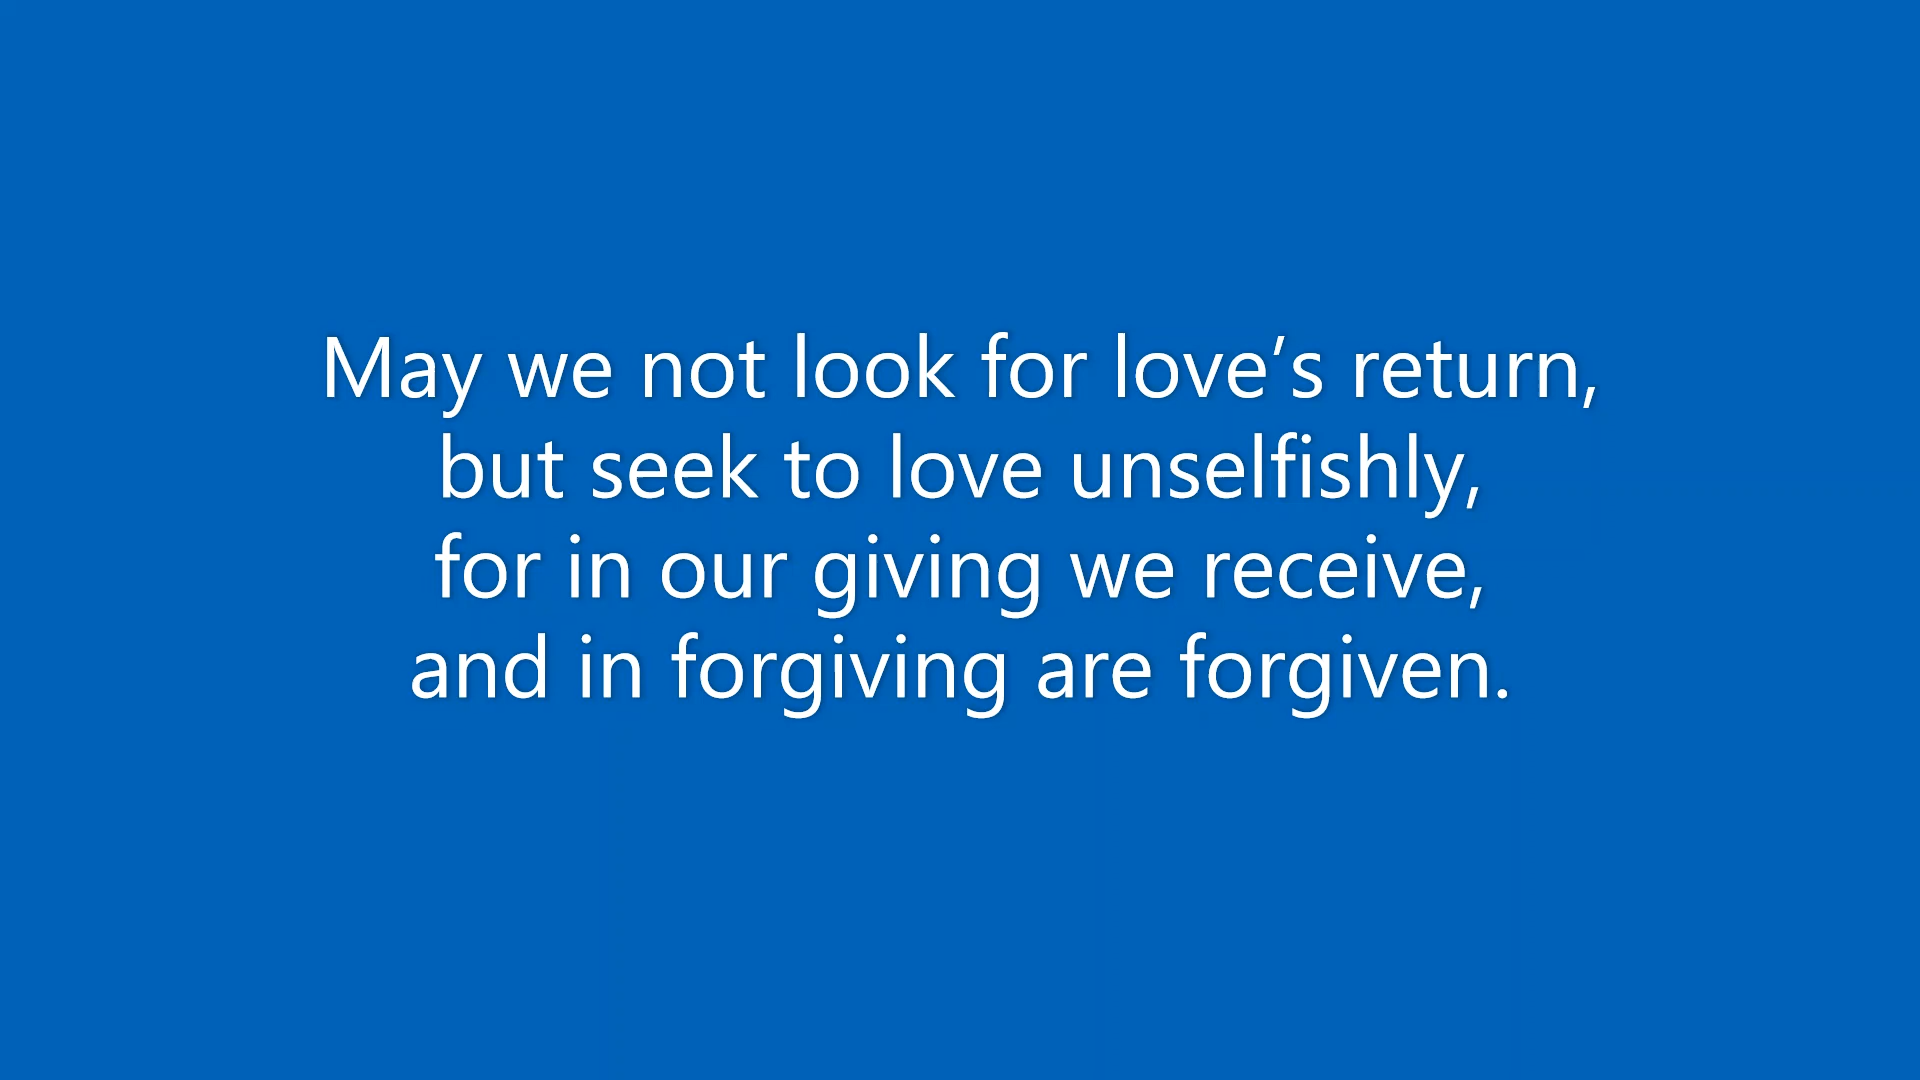 May we not look for love’s return,
but seek to love unselfishly,
for in our giving we receive,
and in forgiving are forgiven.